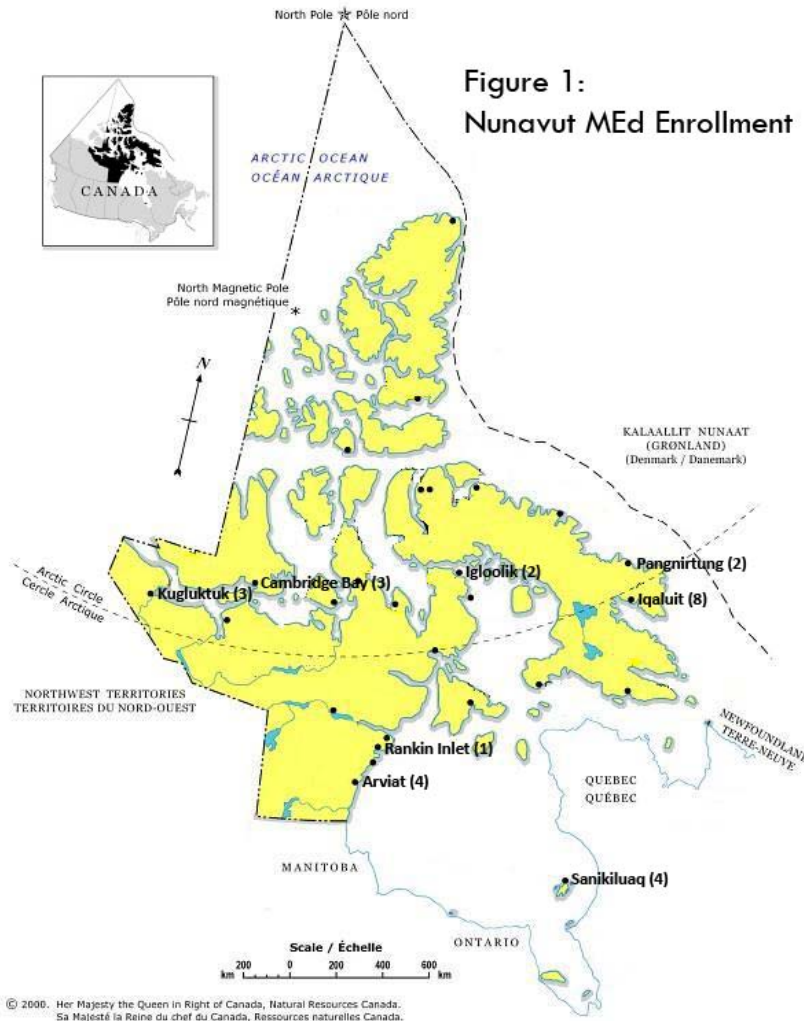 North Pole Pôle nord
Figure 1:
Nunavut MEd Enrollment
ARCTIC OCEAN
OCÉAN ARCTIQUE
CANADA
North Magnetic Pole
Pôle nord magnétique
*
N
KALAALLIT NUNAAT
(GRØNLAND)
(Denmark / Danemark)
Arctic Circle
Cercle Arctique
Kugluktuk (3)
Cambridge Bay (3)
Igloolik (2)
Pangnirtung (2)
Iqaluit (8)
NORTHWEST TERRITORIES
TERRITOIRES DU NORD-OUEST
NEWFOUNDLAND
TERRE-NEUVE
Rankin Inlet (1)
Arviat (4)
QUEBEC
QUÉBEC
MANITOBA
Sanikiluaq (4)
ONTARIO
Scale / Échelle
200 0 200 400 600
km km
© 2000. Her Majesty the Queen in Right of Canada, Natural Resources Canada.
Sa Majesté la Reine du chef du Canada, Ressources naturelles Canada.